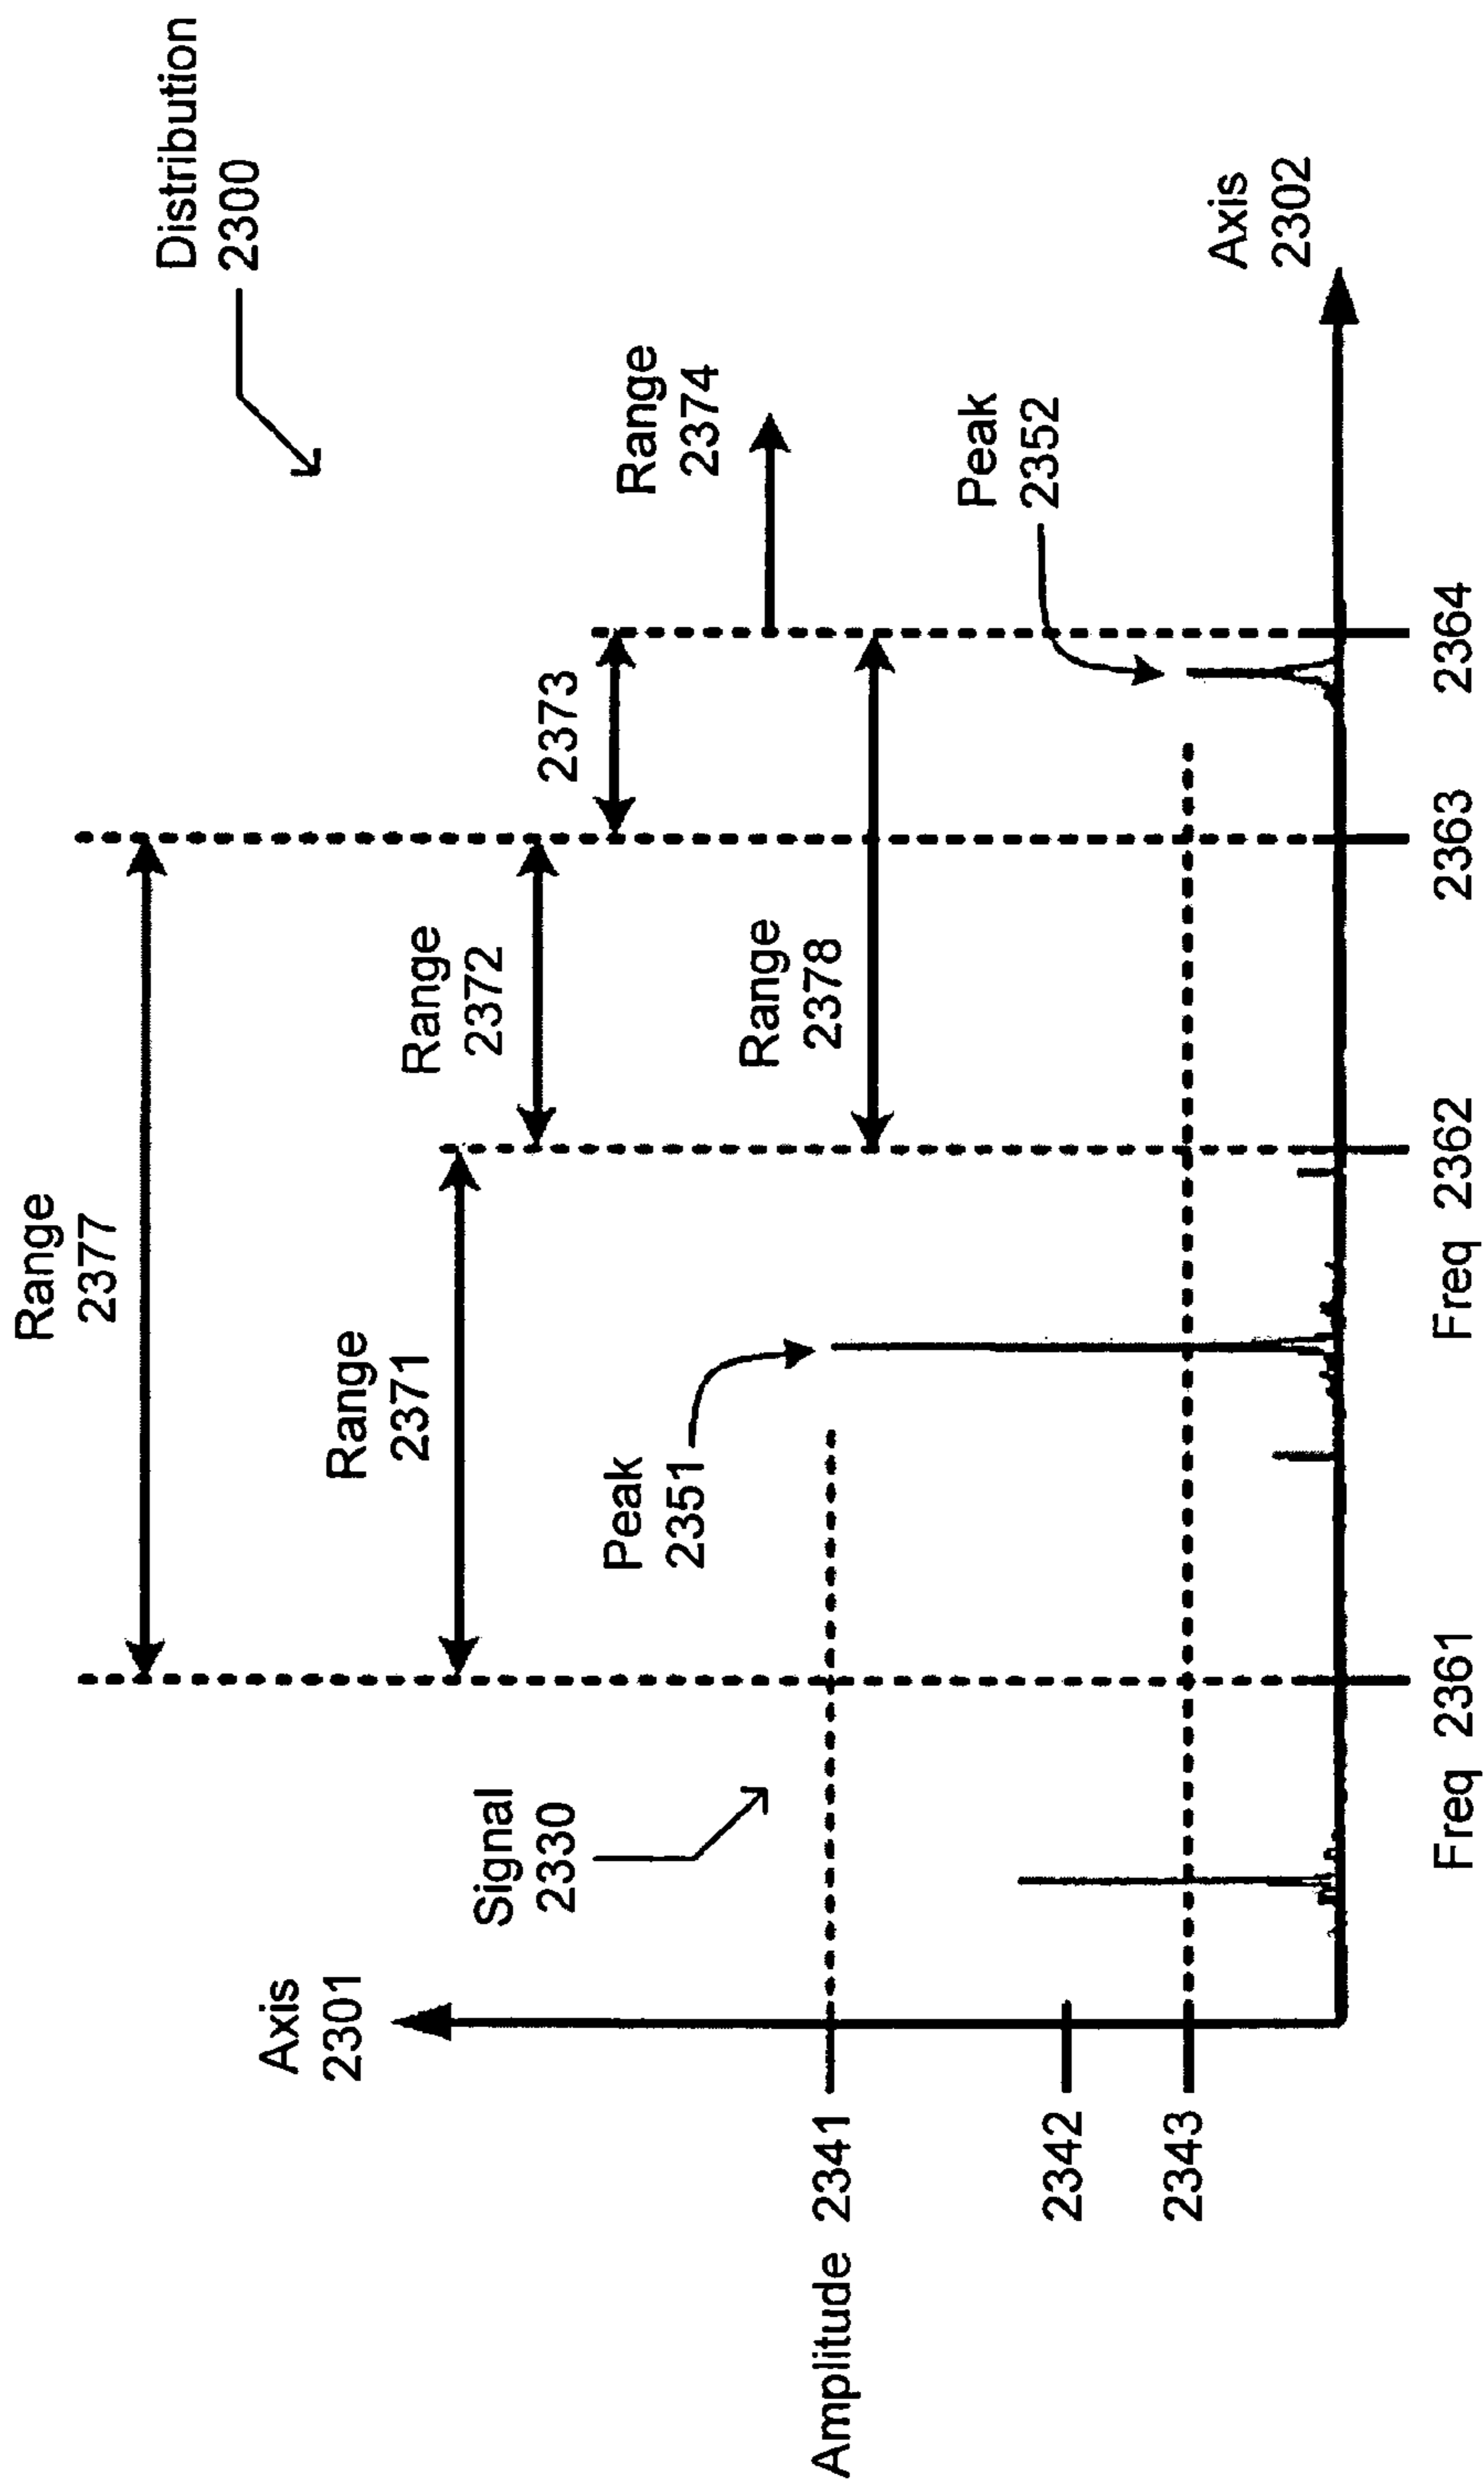 Distribution
2300
Range
2377
Range
2371
Range
2372
2373
Range
2374
Range
2378
Axis
2301
Signal
2330
Peak
2351
Peak
2352
Axis
2302
Amplitude 2341
2342
2343
Freq 2361
Freq 2362
2363
2364